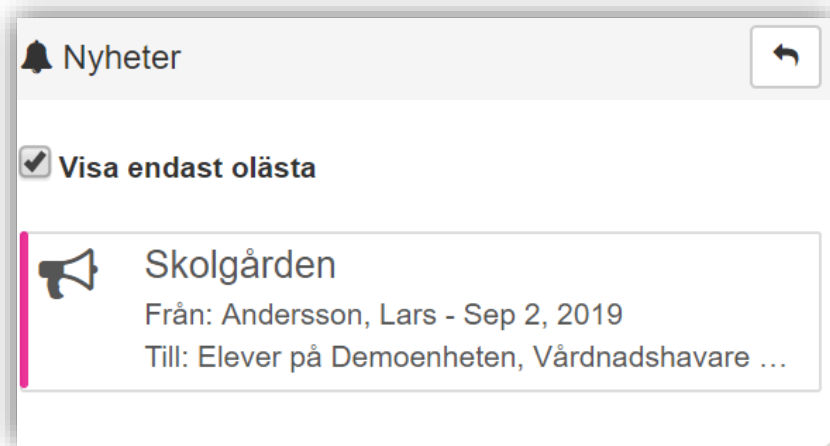 Nyheter
Visa endast olästa
Skolgården
Från: Andersson, Lars - Sep 2, 2019
Till: Elever på Demoenheten, Vårdnadshavare …